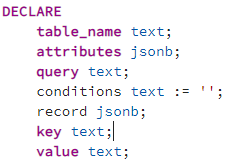 DECLARE
table_name text;
attributes jsonb;
query text;
conditions text := '';
record jsonb;
key text;
value text;